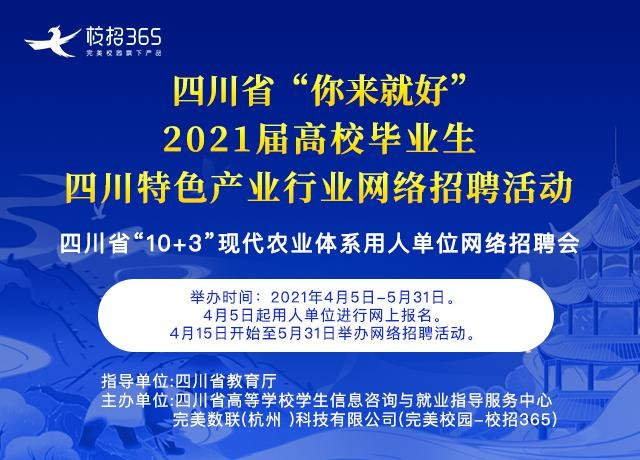 校招365
完美校园旗下产品
四川省“你来就好”
2021届高校毕业生
四川特色产业行业网络招聘活动
四川省“10+3”现代农业体系用人单位网络招聘会
举办时间：2021年4月5日-5月31日。
4月5日起用人单位进行网上报名。
4月15日开始至5月31日举办网络招聘活动。
指导单位:四川省教育厅
主办单位:四川省高等学校学生信息咨询与就业指导服务中心
完美数联(杭州 )科技有限公司(完美校园-校招365)